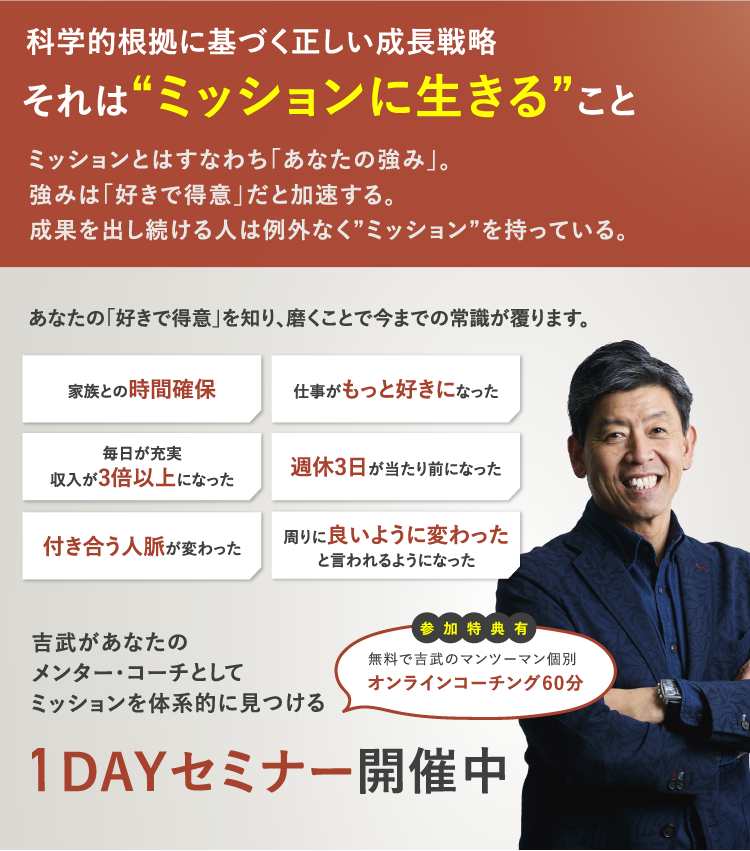 科学的根拠に基づく正しい成長戦略
それは“ミッションに生きる”こと
ミッションとはすなわち「あなたの強み」。
強みは「好きで得意」だと加速する。
成果を出し続ける人は例外なく”ミッション”を持っている。
あなたの「好きで得意」を知り、磨くことで今までの常識が覆ります。
家族との時間確保
仕事がもっと好きになった
毎日が充実
収入が3倍以上になった
週休3日が当たり前になった
付き合う人脈が変わった
周りに良いように変わった
と言われるようになった
吉武があなたの
メンター・コーチとして
ミッションを体系的に見つける
参加特典有
無料で吉武のマンツーマン個別
オンラインコーチング60分
1DAYセミナー開催中